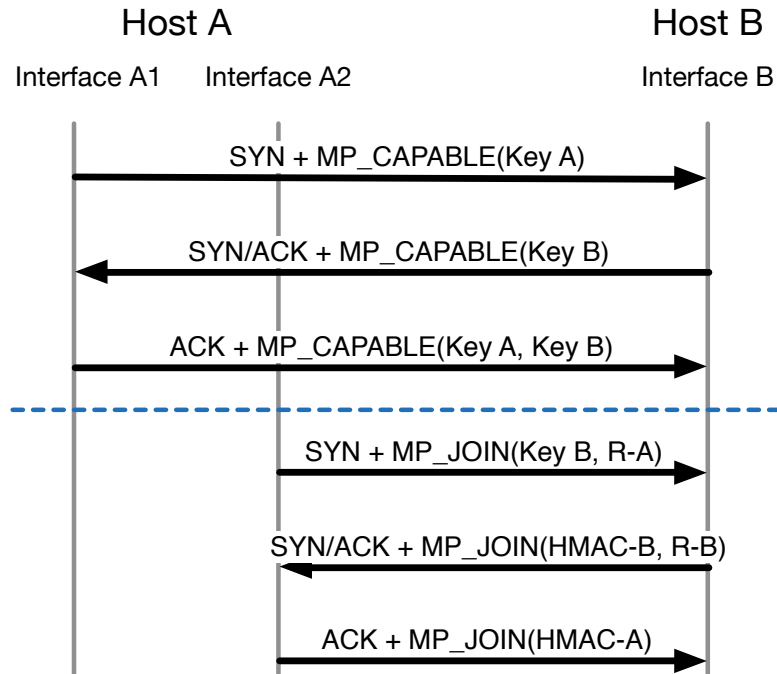 Host A
Host B
Interface A1
Interface A2
Interface B
SYN + MP_CAPABLE(Key A)
SYN/ACK + MP_CAPABLE(Key B)
ACK + MP_CAPABLE(Key A, Key B)
SYN + MP_JOIN(Key B, R-A)
SYN/ACK + MP_JOIN(HMAC-B, R-B)
ACK + MP_JOIN(HMAC-A)